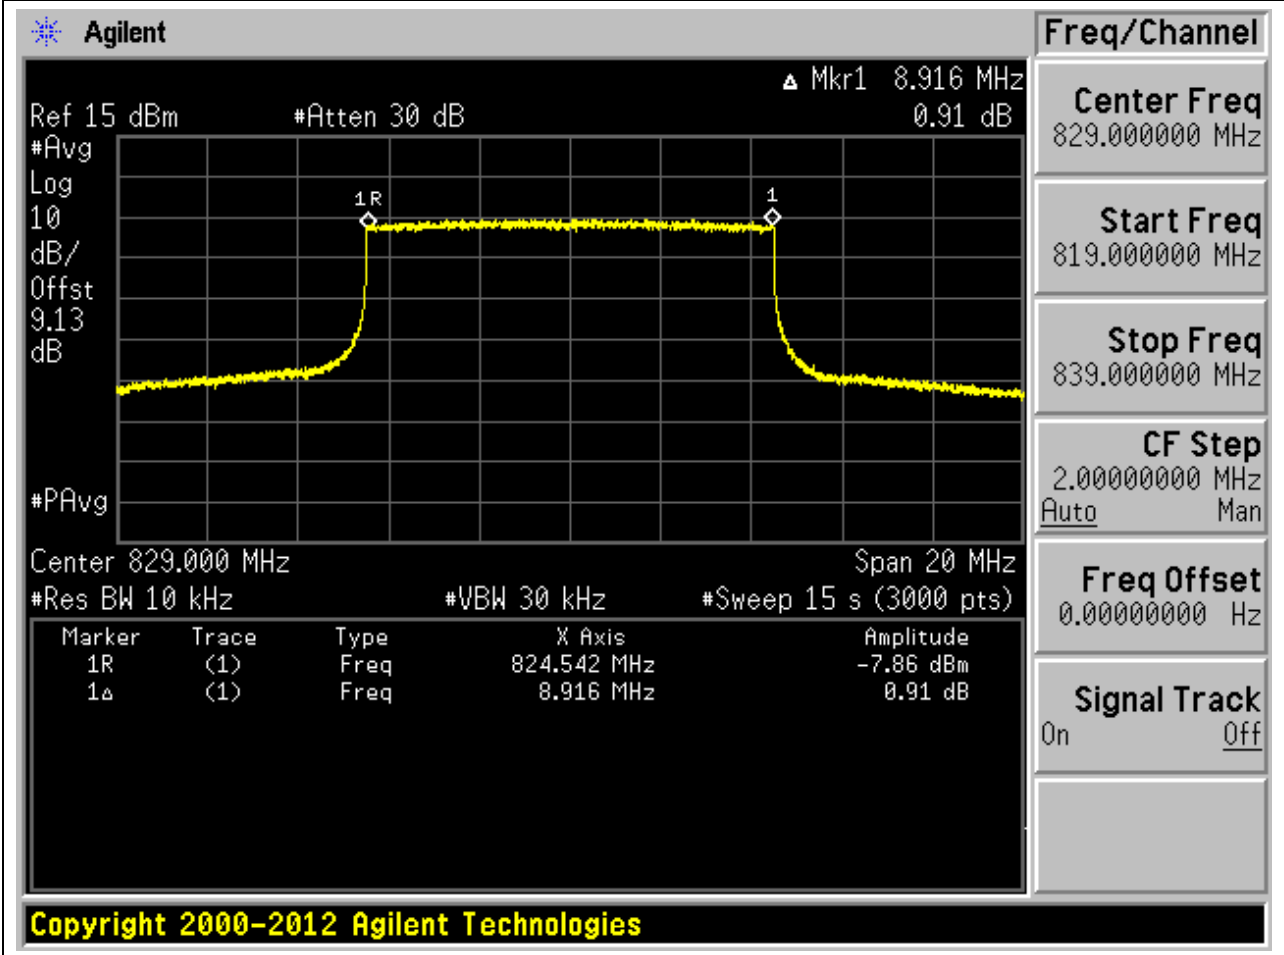 Agilent
Freq/Channel
▵ Mkr1 8.916 MHz
Ref 15 dBm #Atten 30 dB 0.91 dB
#Avg
Log
10
dB/
Offst
9.13
dB
1R
1
#PAvg
Center 829.000 MHz Span 20 MHz
#Res BW 10 kHz #VBW 30 kHz #Sweep 15 s (3000 pts)
Marker Trace Type X Axis Amplitude
1R (1) Freq 824.542 MHz -7.86 dBm
1▵ (1) Freq 8.916 MHz 0.91 dB
Center Freq
829.000000 MHz
Start Freq
819.000000 MHz
Stop Freq
839.000000 MHz
CF Step
2.00000000 MHz
Auto Man
Freq Offset
0.00000000 Hz
Signal Track
On Off
Copyright 2000-2012 Agilent Technologies